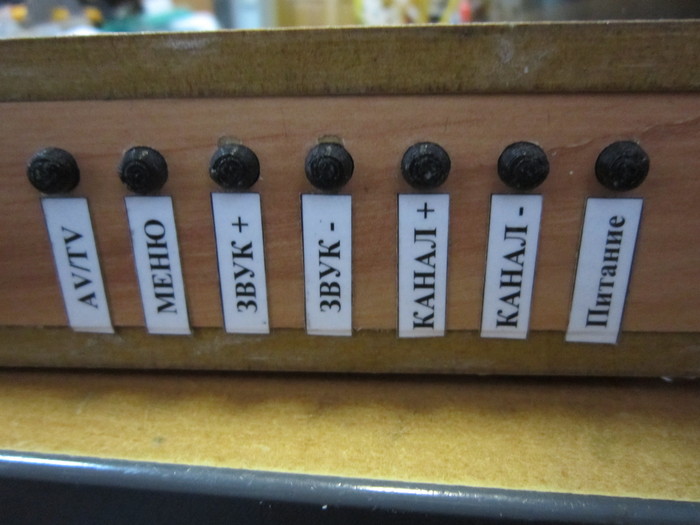 AV/TV
МЕНЮ
ЗВУК +
ЗВУК -
КАНАЛ +
КАНАЛ -
Питание